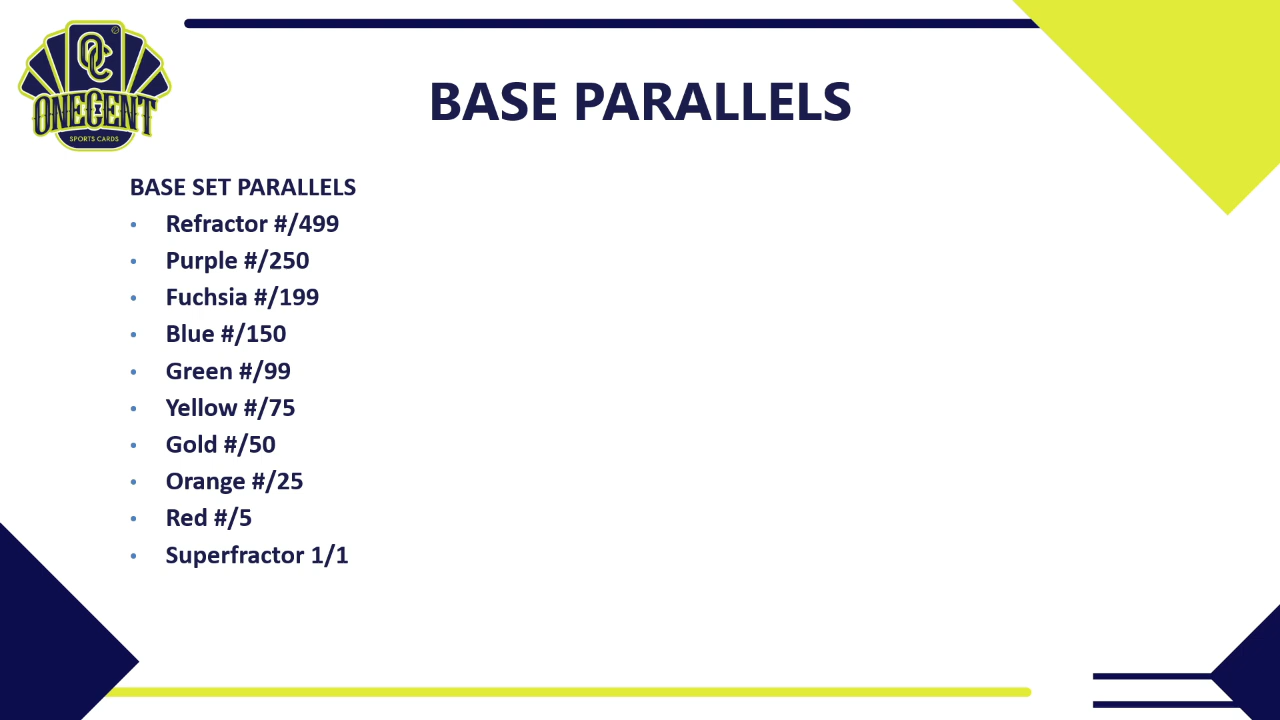 OC
ONECENT
SPORTS CARDS
BASE PARALLELS
BASE SET PARALLELS
• Refractor #/499
• Purple #/250
• Fuchsia #/199
• Blue #/150
• Green #/99
• Yellow #/75
• Gold #/50
• Orange #/25
• Red #/5
• Superfractor 1/1